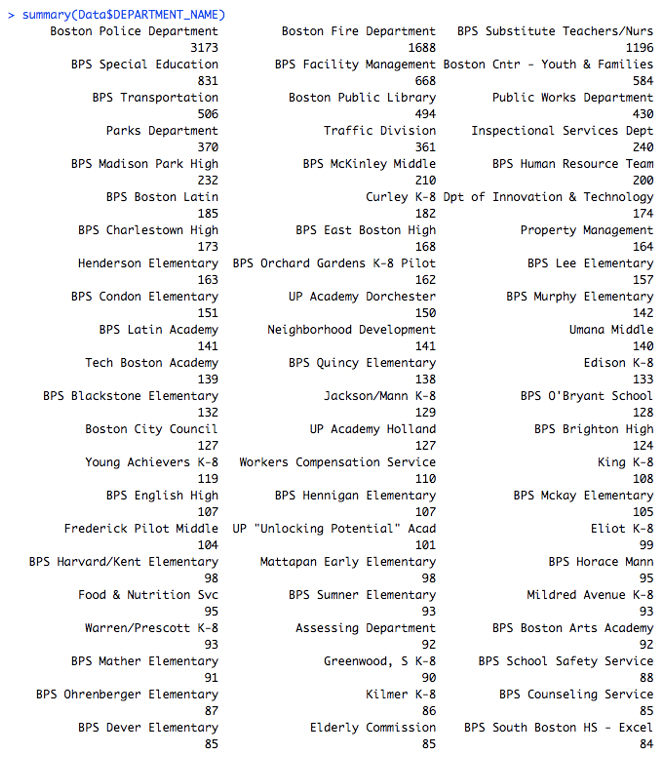 > summary(Data$DEPARTMENT_NAME)
Boston Police Department Boston Fire Department BPS Substitute Teachers/Nurs
3173 1688 1196
BPS Special Education BPS Facility Management Boston Cntr - Youth & Families
831 668 584
BPS Transportation Boston Public Library Public Works Department
506 494 430
Parks Department Traffic Division Inspectional Services Dept
370 361 240
BPS Madison Park High BPS McKinley Middle BPS Human Resource Team
232 210 200
BPS Boston Latin Curley K-8 Dpt of Innovation & Technology
185 182 174
BPS Charlestown High BPS East Boston High Property Management
173 168 164
Henderson Elementary BPS Orchard Gardens K-8 Pilot BPS Lee Elementary
163 162 157
BPS Condon Elementary UP Academy Dorchester BPS Murphy Elementary
151 150 142
BPS Latin Academy Neighborhood Development Umana Middle
141 141 140
Tech Boston Academy BPS Quincy Elementary Edison K-8
139 138 133
BPS Blackstone Elementary Jackson/Mann K-8 BPS O'Bryant School
132 129 128
Boston City Council UP Academy Holland BPS Brighton High
127 127 124
Young Achievers K-8 Workers Compensation Service King K-8
119 110 108
BPS English High BPS Hennigan Elementary BPS Mckay Elementary
107 107 105
Frederick Pilot Middle UP "Unlocking Potential" Acad Eliot K-8
104 101 99
BPS Harvard/Kent Elementary Mattapan Early Elementary BPS Horace Mann
98 98 95
Food & Nutrition Svc BPS Sumner Elementary Mildred Avenue K-8
95 93 93
Warren/Prescott K-8 Assessing Department BPS Boston Arts Academy
93 92 92
BPS Mather Elementary Greenwood, S K-8 BPS School Safety Service
91 90 88
BPS Ohrenberger Elementary Kilmer K-8 BPS Counseling Service
87 86 85
BPS Dever Elementary Elderly Commission BPS South Boston HS - Excel
85 85 84